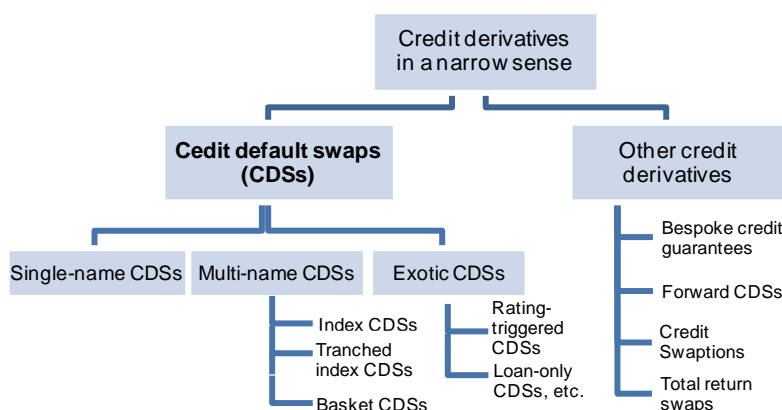 Credit derivatives
in a narrow sense
Cedit default swaps
(CDSs)
Other credit
derivatives
Single-name CDSs
Multi-name CDSs
Exotic CDSs
Index CDSs
Tranched
index CDSs
Basket CDSs
Rating-
triggered
CDSs
Loan-only
CDSs, etc.
Bespoke credit
guarantees
Forward CDSs
Credit
Swaptions
Total return
swaps